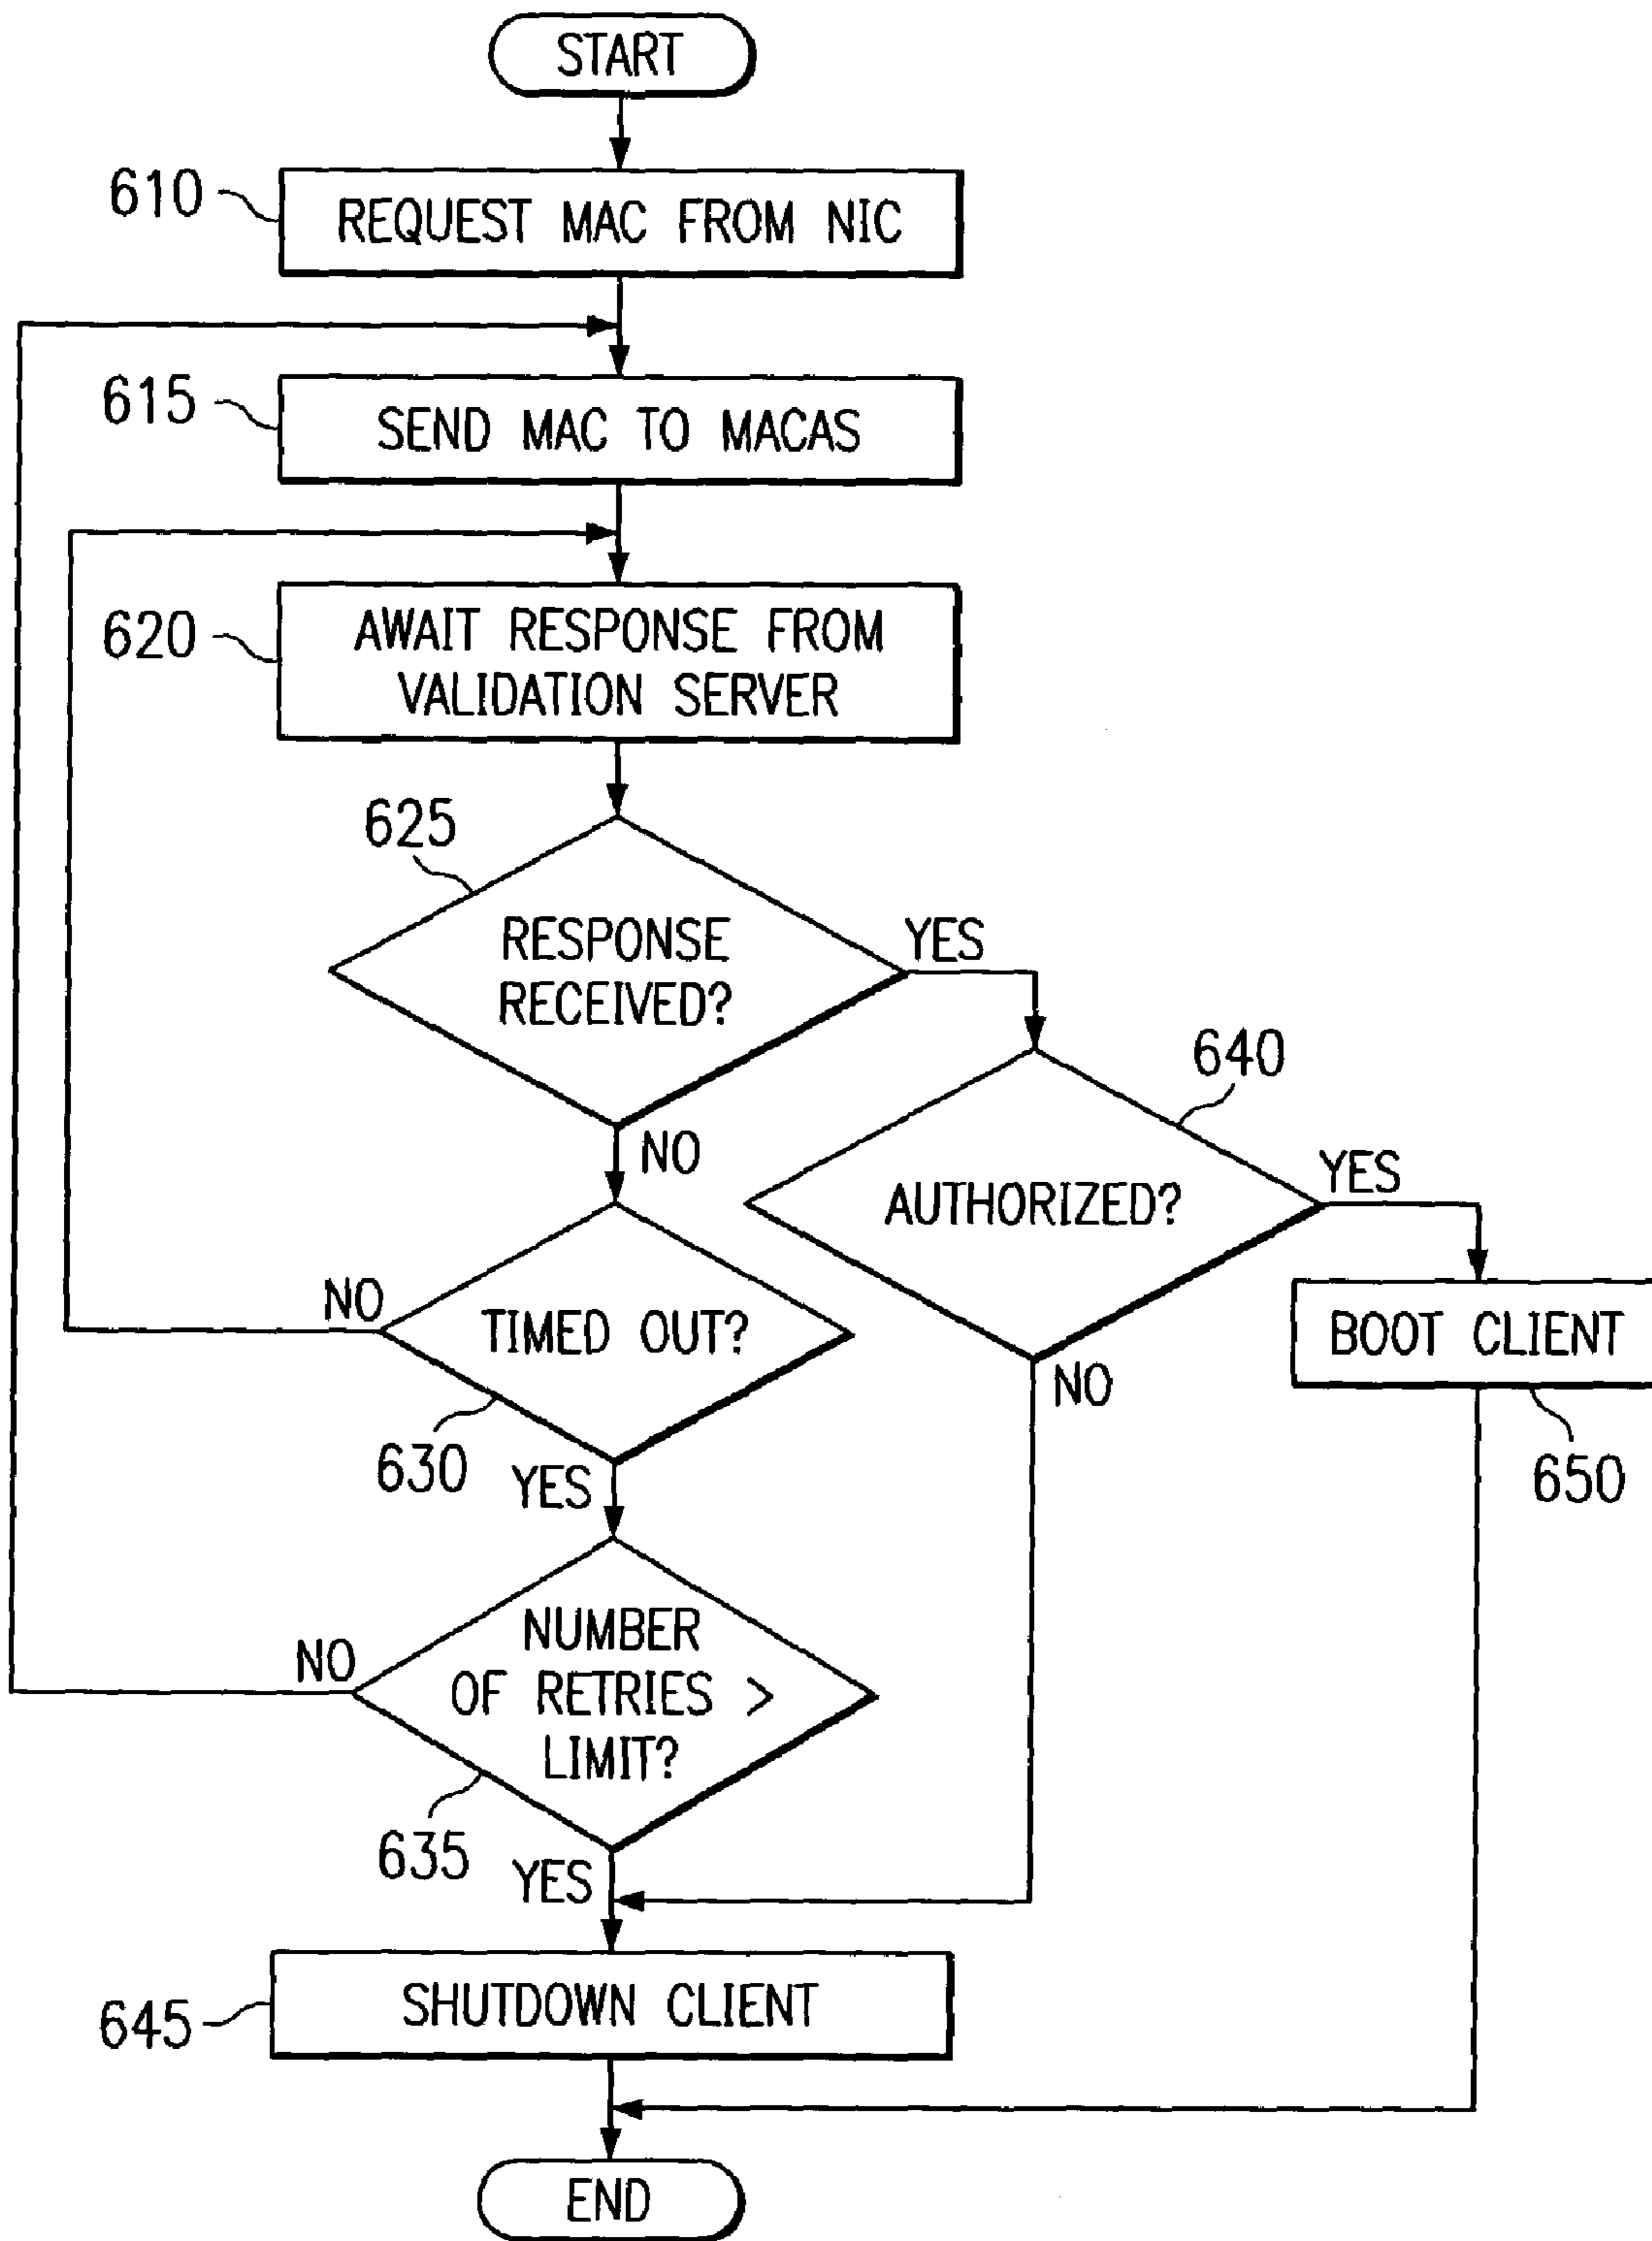 START
610
REQUEST MAC FROM NIC
615
SEND MAC TO MACAS
620
AWAIT RESPONSE FROM
VALIDATION SERVER
625
RESPONSE
RECEIVED?
YES
NO
640
AUTHORIZED?
YES
NO
BOOT CLIENT
650
NO
TIMED OUT?
630
YES
NO
NUMBER
OF RETRIES >
LIMIT?
635
YES
645
SHUTDOWN CLIENT
END